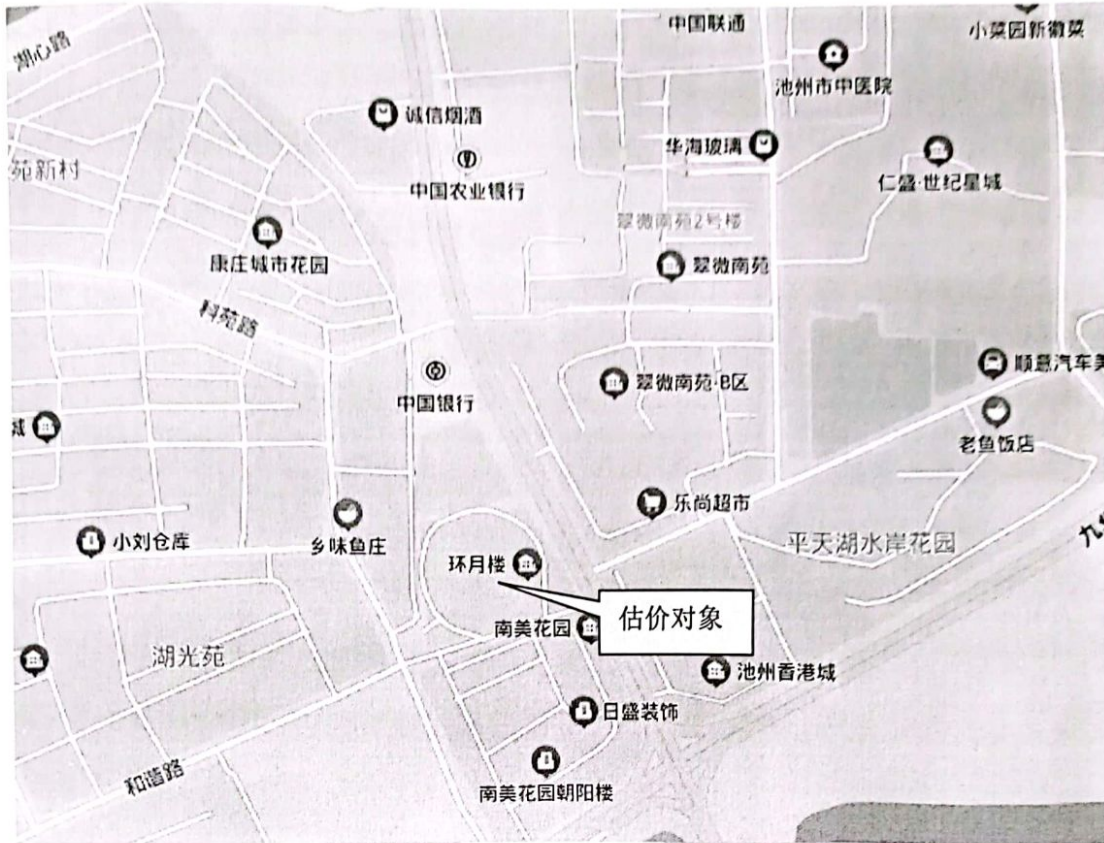 中国联通
小菜园新徽菜
湖心路
池州市中医院
诚信烟酒
华海玻璃
苑新村
中国农业银行
仁盛·世纪星城
翠微南苑2号楼
康庄城市花园
翠微南苑
科苑路
顺意汽车美
翠微南苑-B区
中国银行
城
老鱼饭店
乐尚超市
小刘仓库
乡味鱼庄
平天湖水岸花园
九华
环月楼
估价对象
南美花园
湖光苑
池州香港城
日盛装饰
和谐路
南美花园朝阳楼